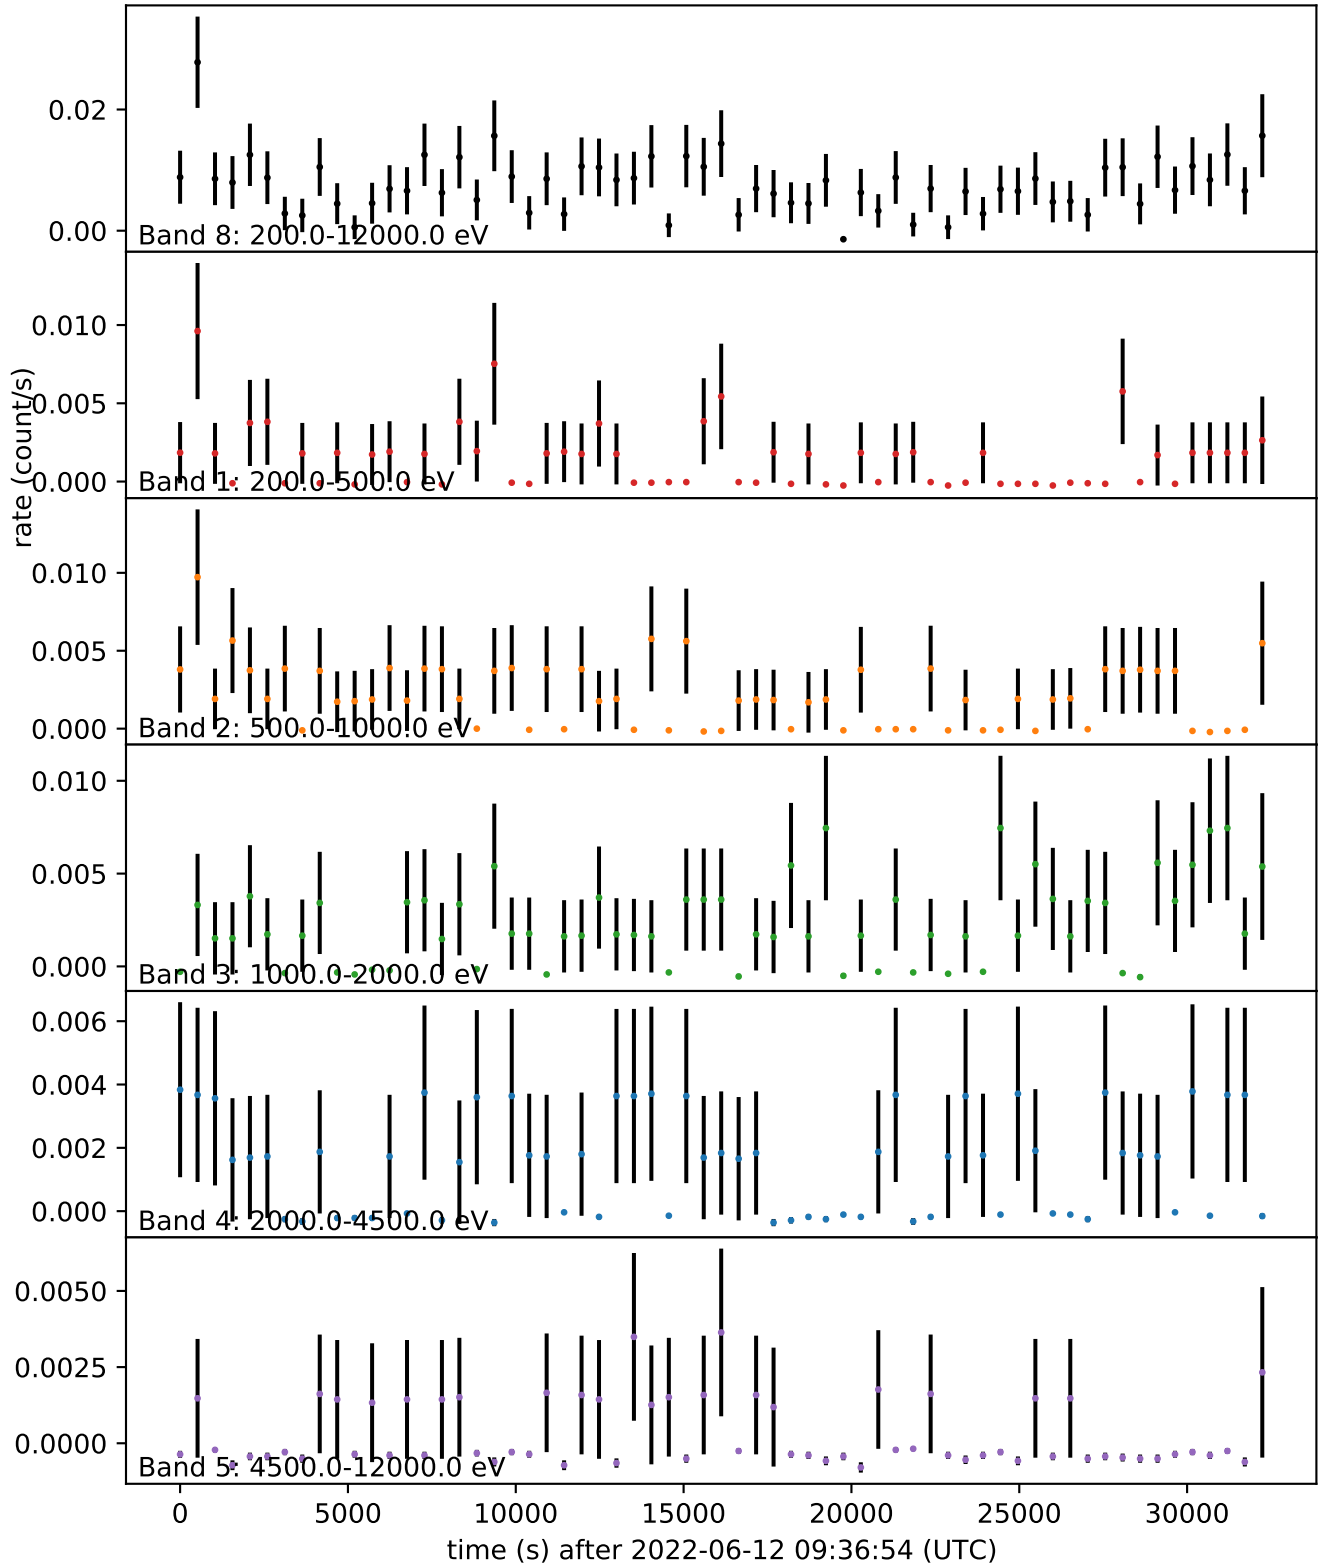 0.02
0.00
Band 8: 200.0-12000.0 eV
0.010
0.005
0.000
Band 1: 200.0-500.0 eV
rate (count/s)
0.010
0.005
0.000
Band 2: 500.0-1000.0 eV
0.010
0.005
0.000
Band 3: 1000.0-2000.0 eV
0.006
0.004
0.002
0.000
Band 4: 2000.0-4500.0 eV
0.0050
0.0025
0.0000
Band 5: 4500.0-12000.0 eV
0 5000 10000 15000 20000 25000 30000
time (s) after 2022-06-12 09:36:54 (UTC)